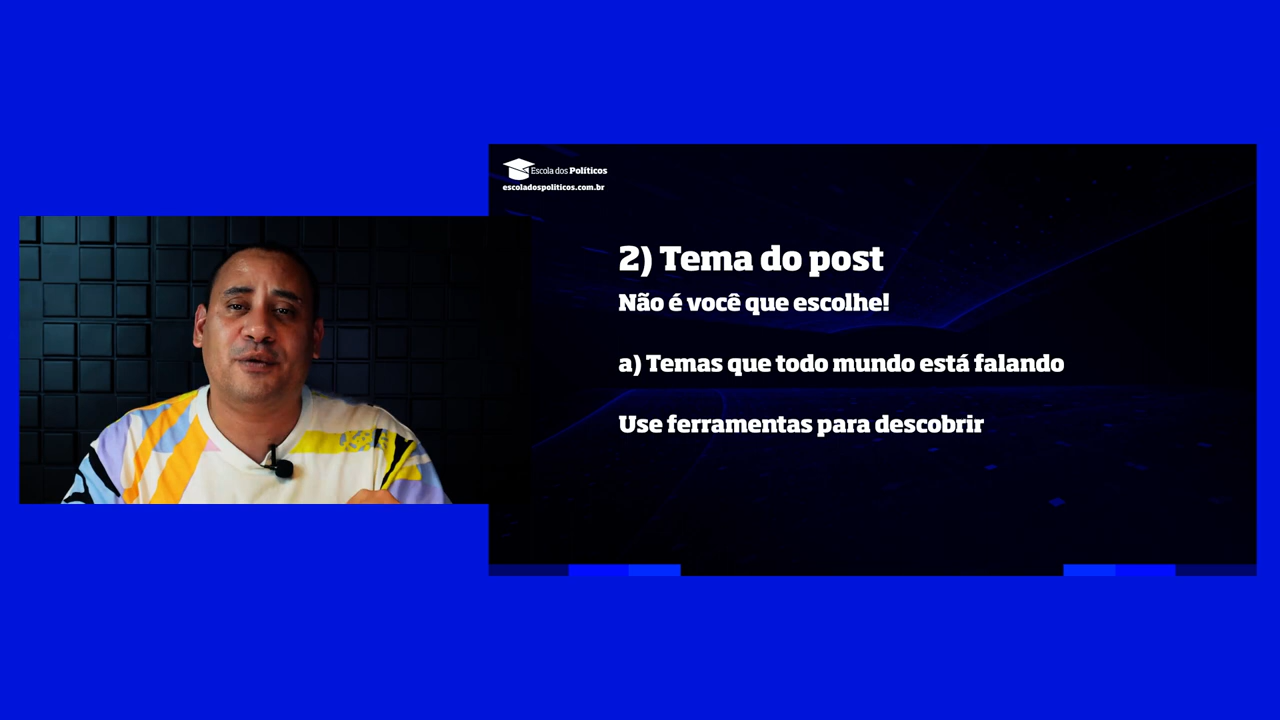 Escola dos Políticos
escoladospoliticos.com.br
2) Tema do post
Não é você que escolhe!
a) Temas que todo mundo está falando
Use ferramentas para descobrir